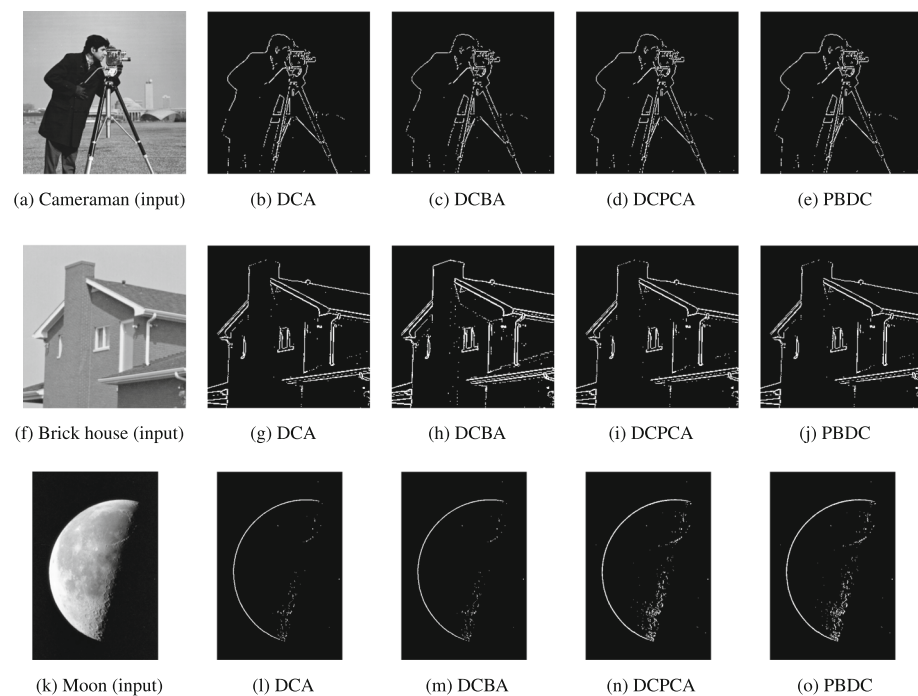 (a) Cameraman (input) (b) DCA (c) DCBA (d) DCPCA (e) PBDC
(f) Brick house (input) (g) DCA (h) DCBA (i) DCPCA (j) PBDC
(k) Moon (input) (l) DCA (m) DCBA (n) DCPCA (o) PBDC